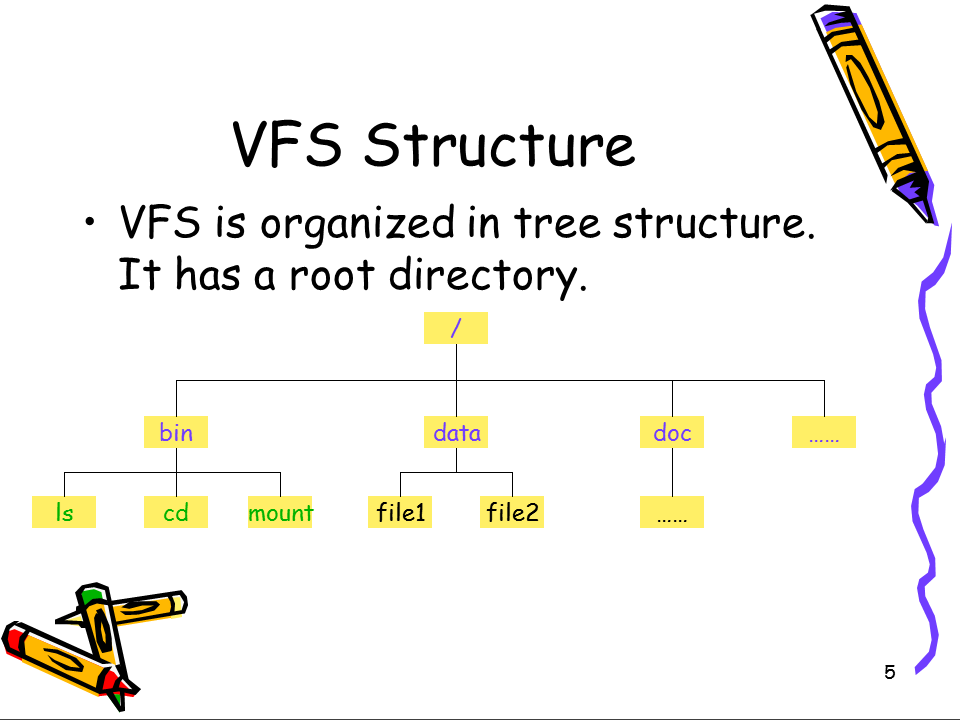 VFS Structure
• VFS is organized in tree structure.
It has a root directory.
/
bin data doc ……
ls cd mount file1 file2 ……
5